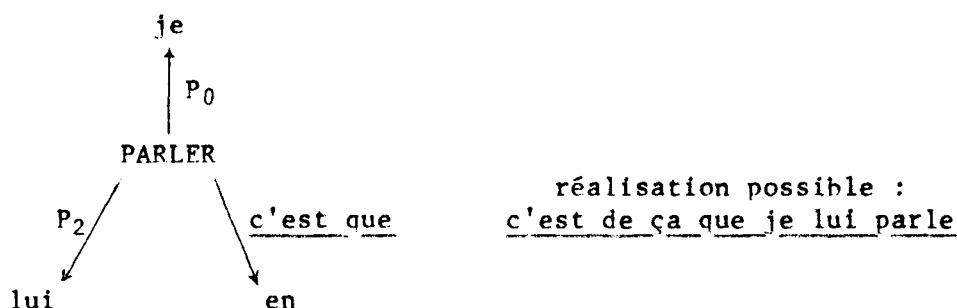 je
P0
PARLER
réalisation possible :
P2
c'est que
c'est de ça que je lui parle
lui
en